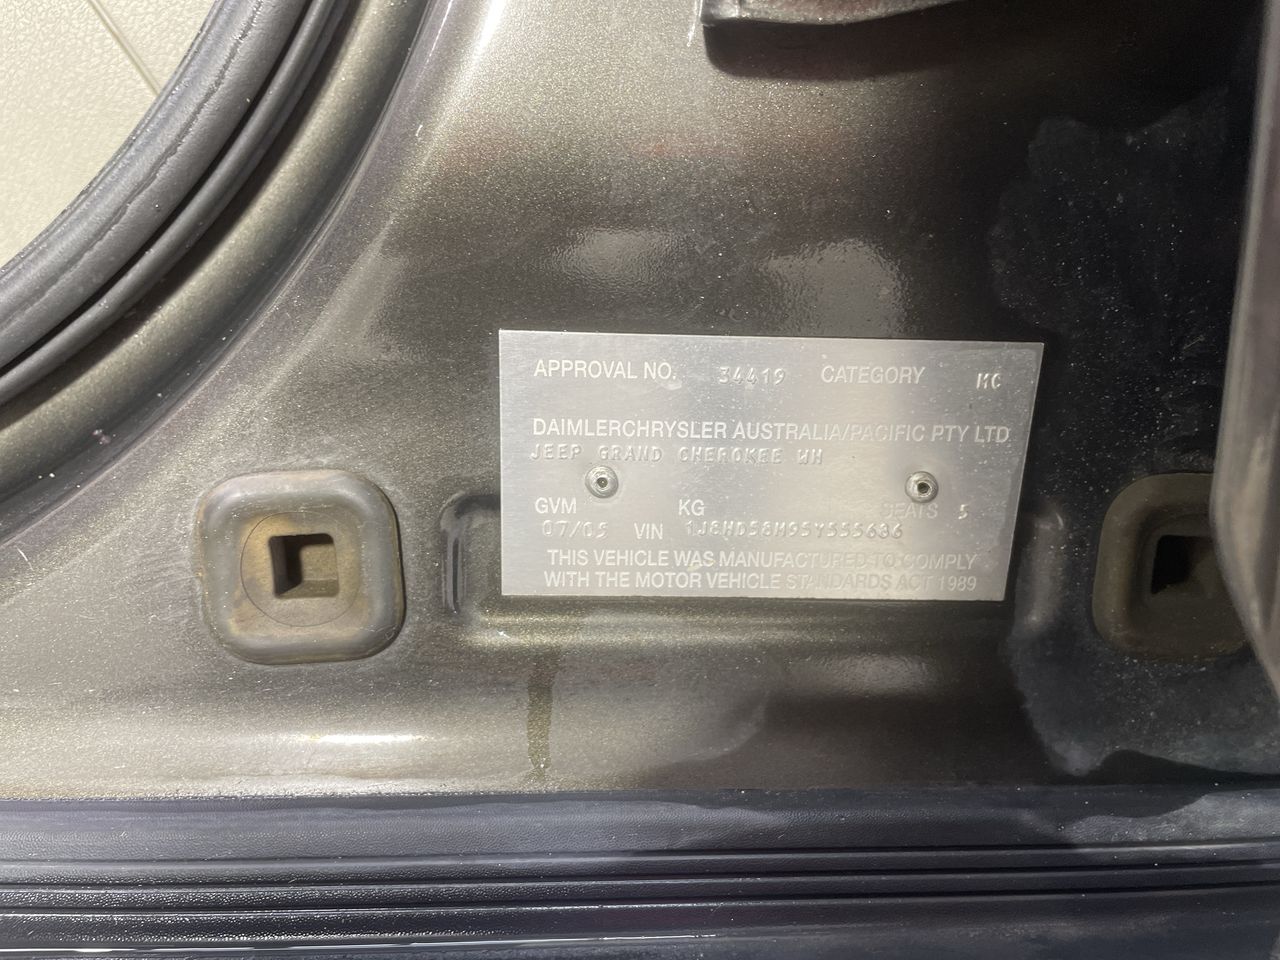 APPROVAL NO. 34419 CATEGORY MC
DAIMLERCHRYSLER AUSTRALIA/PACIFIC PTY LTD
JEEP GRAND CHEROKEE WH
GVM KG SEATS 5
07/05 VIN 1J8HD58M95Y555686
THIS VEHICLE WAS MANUFACTURED TO COMPLY
WITH THE MOTOR VEHICLE STANDARDS ACT 1989